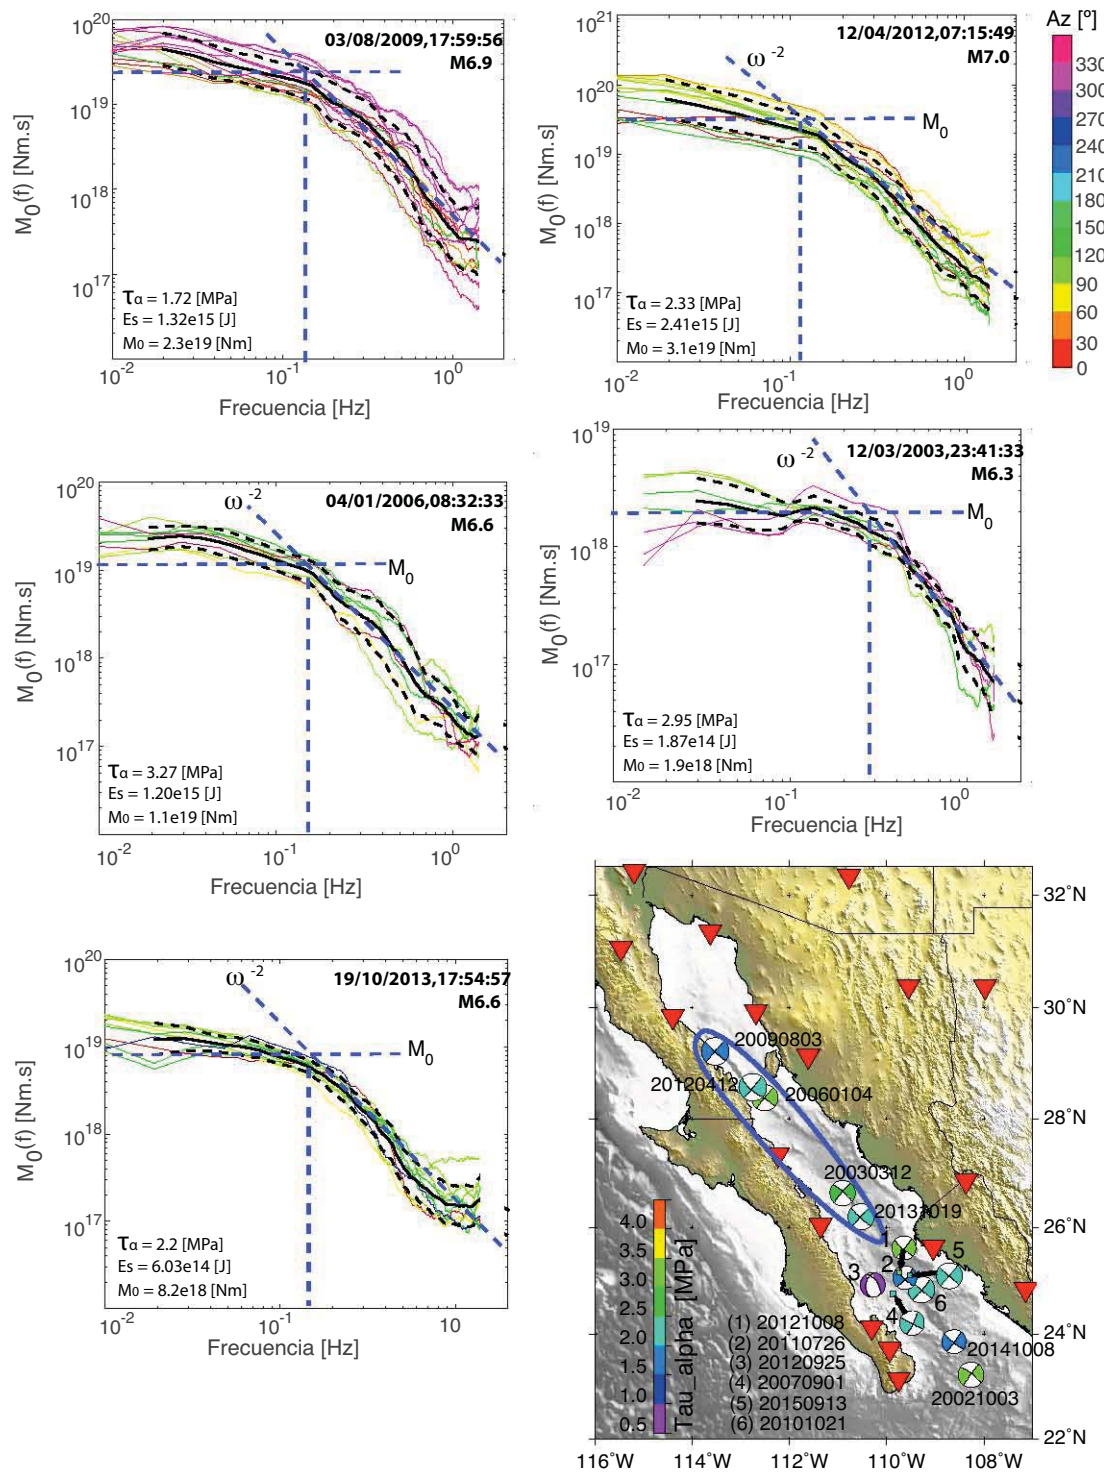 03/08/2009,17:59:56
M6.9
10^20
10^19
10^18
10^17
M0(f) [Nm.s]
τα = 1.72 [MPa]
Es = 1.32e15 [J]
M0 = 2.3e19 [Nm]
10^-2
10^-1
10^0
Frecuencia [Hz]
12/04/2012,07:15:49
M7.0
ω^-2
M0
10^21
10^20
10^19
10^18
10^17
M0(f) [Nm.s]
τα = 2.33 [MPa]
Es = 2.41e15 [J]
M0 = 3.1e19 [Nm]
10^-2
10^-1
10^0
Frecuencia [Hz]
Az [º]
330
300
270
240
210
180
150
120
90
60
30
0
04/01/2006,08:32:33
M6.6
ω^-2
M0
10^20
10^19
10^18
10^17
M0(f) [Nm.s]
τα = 3.27 [MPa]
Es = 1.20e15 [J]
M0 = 1.1e19 [Nm]
10^-2
10^-1
10^0
Frecuencia [Hz]
12/03/2003,23:41:33
M6.3
ω^-2
M0
10^19
10^18
10^17
M0(f) [Nm.s]
τα = 2.95 [MPa]
Es = 1.87e14 [J]
M0 = 1.9e18 [Nm]
10^-2
10^-1
10^0
Frecuencia [Hz]
19/10/2013,17:54:57
M6.6
ω^-2
M0
10^20
10^19
10^18
10^17
M0(f) [Nm.s]
τα = 2.2 [MPa]
Es = 6.03e14 [J]
M0 = 8.2e18 [Nm]
10^-2
10^-1
10
Frecuencia [Hz]
32˚N
30˚N
28˚N
26˚N
24˚N
22˚N
20090803
20120412
20060104
20030312
20131019
1
2
5
3
4
6
20141008
20021003
(1) 20121008
(2) 20110726
(3) 20120925
(4) 20070901
(5) 20150913
(6) 20101021
4.0
3.5
3.0
2.5
2.0
1.5
1.0
0.5
Tau_alpha [MPa]
116˚W
114˚W
112˚W
110˚W
108˚W